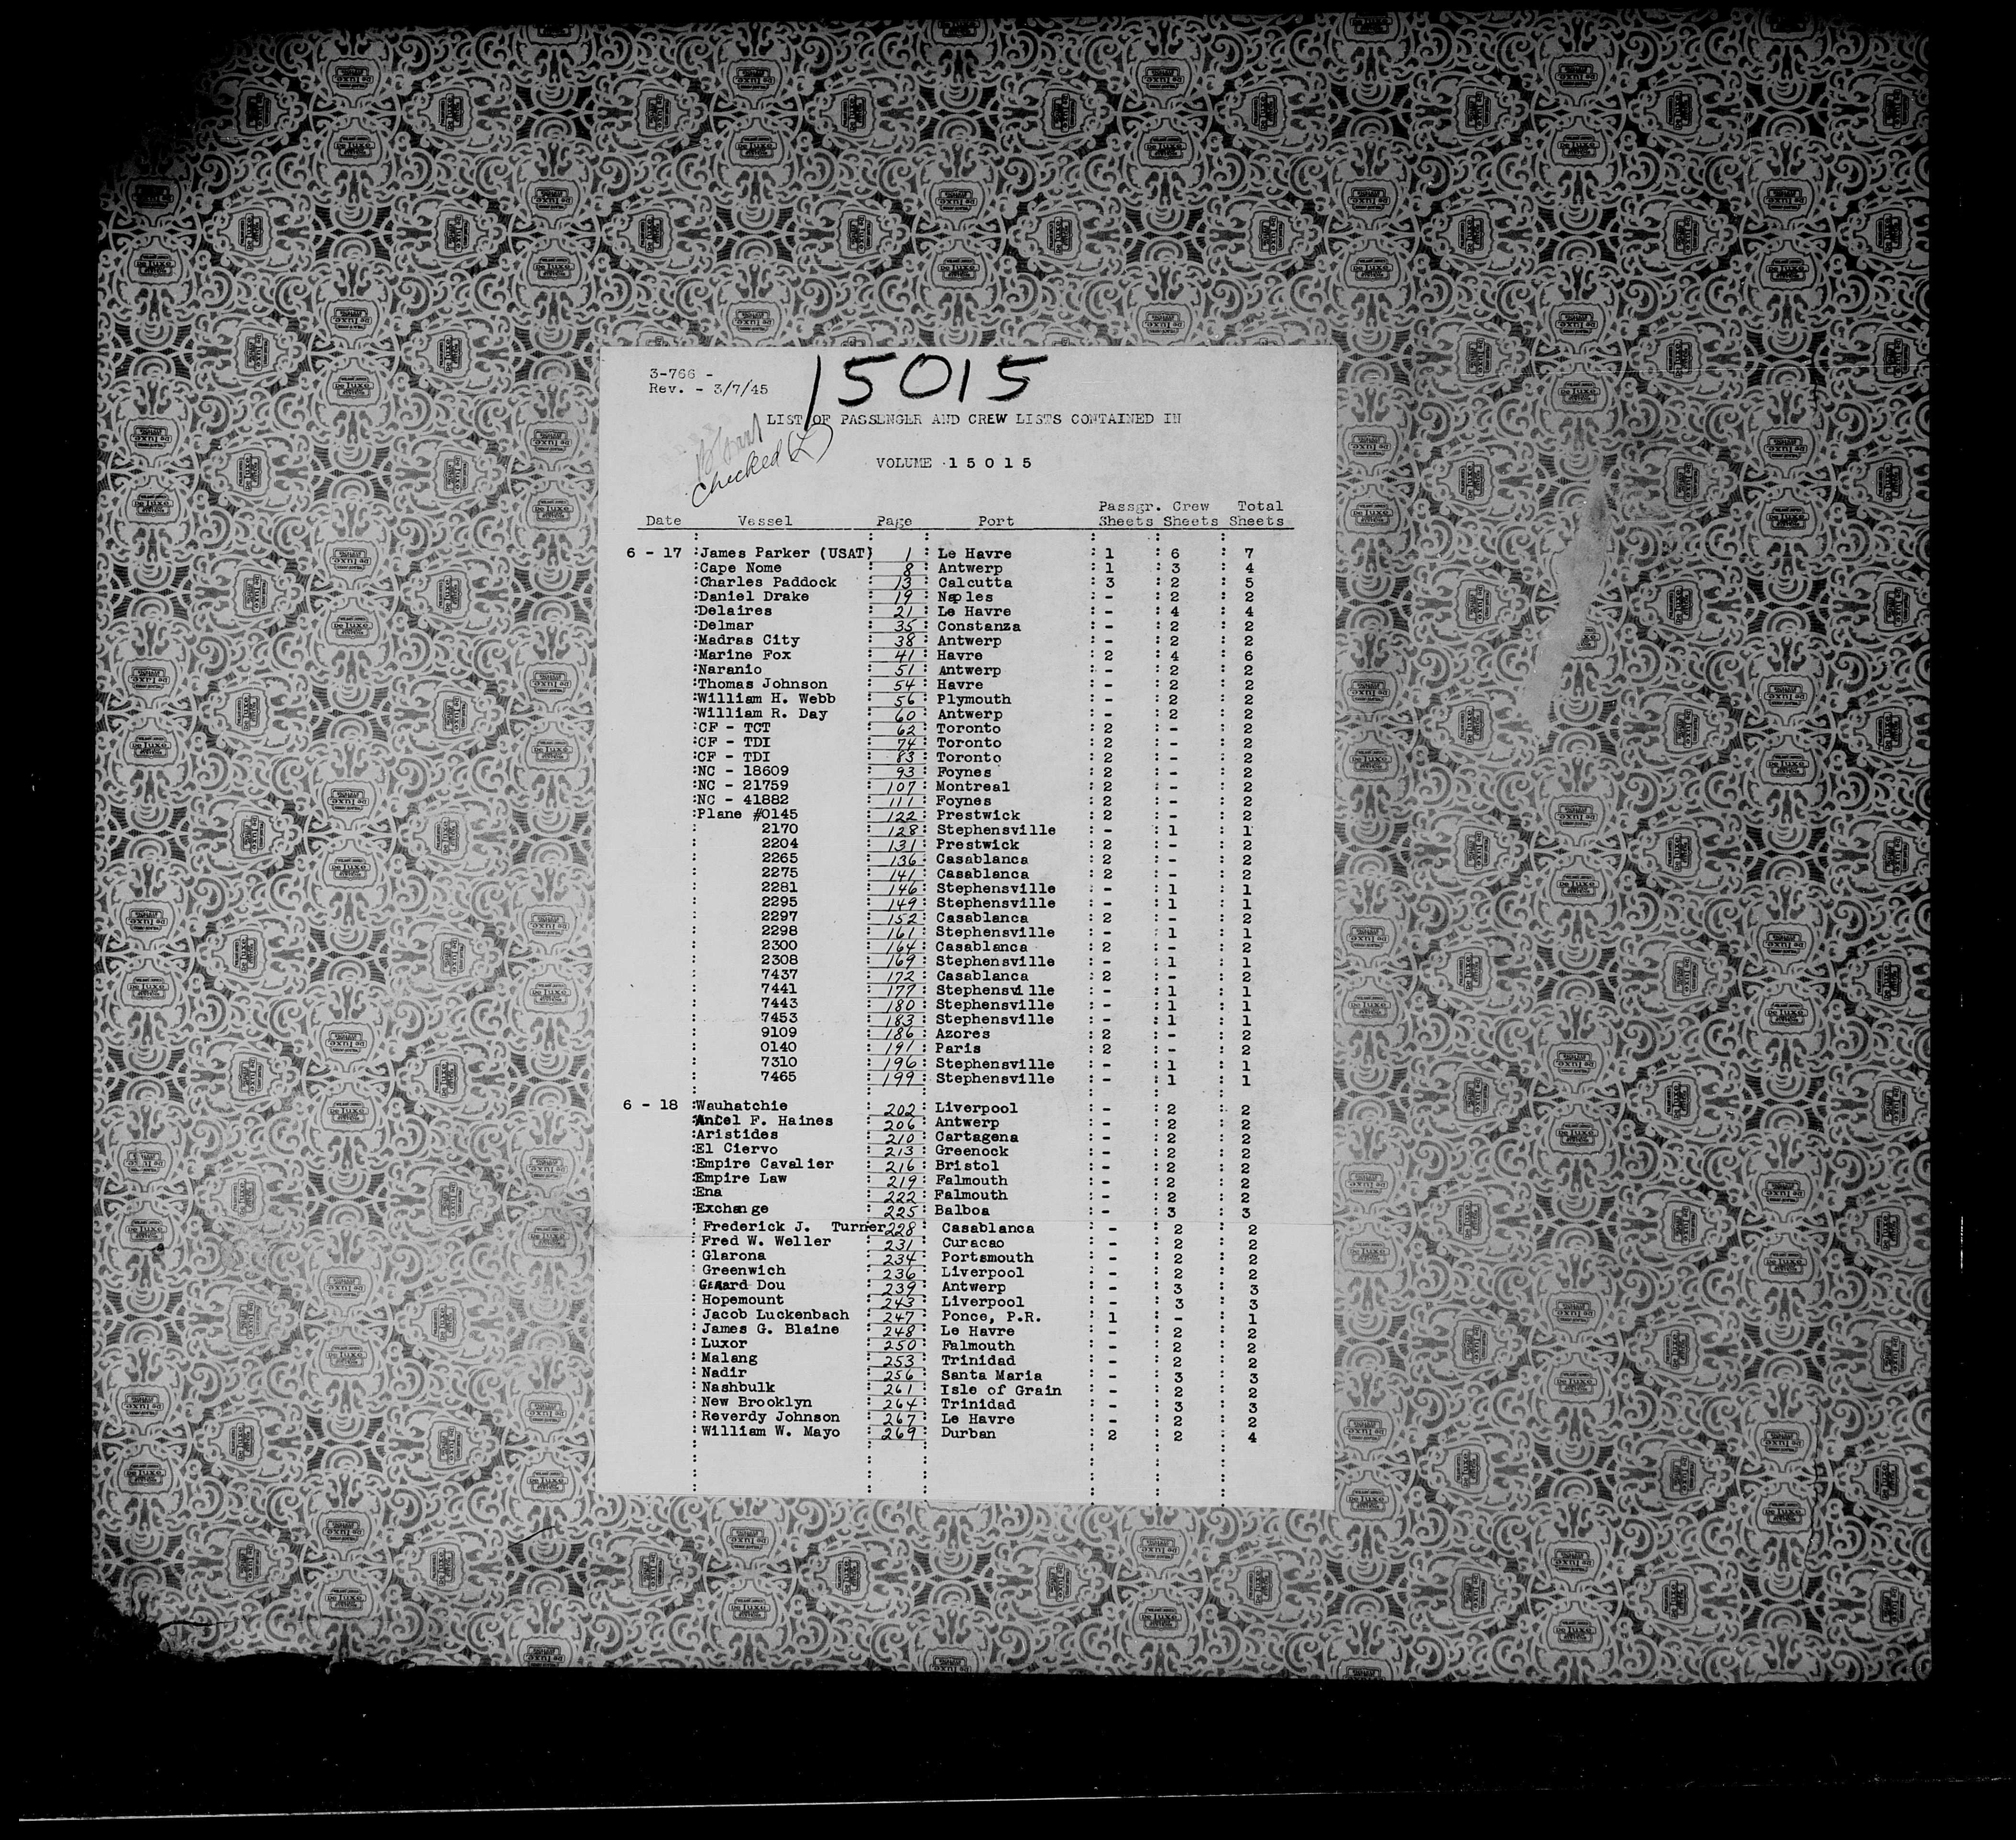 15015
3-766 -
Rev. - 3/7/45
LIST OF PASSENGER AND CREW LISTS CONTAINED IN
Checked
VOLUME 15015
Passgr. Crew Total
Date Vessel Page Port Sheets Sheets Sheets
6 - 17 :James Parker (USAT) 1 : Le Havre : 1 : 6 : 7
:Cape Nome : 8 : Antwerp : 1 : 3 : 4
:Charles Paddock : 13 : Calcutta : 3 : 2 : 5
:Daniel Drake : 19 : Naples : - : 2 : 2
:Delaires : 21 : Le Havre : - : 4 : 4
:Delmar : 35 : Constanza : - : 2 : 2
:Madras City : 38 : Antwerp : - : 2 : 2
:Marine Fox : 41 : Havre : 2 : 4 : 6
:Naranio : 51 : Antwerp : - : 2 : 2
:Thomas Johnson : 54 : Havre : - : 2 : 2
:William H. Webb : 56 : Plymouth : - : 2 : 2
:William R. Day : 60 : Antwerp : - : 2 : 2
:CF - TCT : 62 : Toronto : 2 : - : 2
:CF - TDI : 74 : Toronto : 2 : - : 2
:CF - TDI : 83 : Toronto : 2 : - : 2
:NC - 18609 : 93 : Foynes : 2 : - : 2
:NC - 21759 : 107 : Montreal : 2 : - : 2
:NC - 41882 : 111 : Foynes : 2 : - : 2
:Plane #0145 : 122 : Prestwick : 2 : - : 2
: 2170 : 128 : Stephensville : - : 1 : 1
: 2204 : 131 : Prestwick : 2 : - : 2
: 2265 : 136 : Casablanca : 2 : - : 2
: 2275 : 141 : Casablanca : 2 : - : 2
: 2281 : 146 : Stephensville : - : 1 : 1
: 2295 : 149 : Stephensville : - : 1 : 1
: 2297 : 152 : Casablanca : 2 : - : 2
: 2298 : 161 : Stephensville : - : 1 : 1
: 2300 : 164 : Casablanca : 2 : - : 2
: 2308 : 169 : Stephensville : - : 1 : 1
: 7437 : 172 : Casablanca : 2 : - : 2
: 7441 : 177 : Stephensville : - : 1 : 1
: 7443 : 180 : Stephensville : - : 1 : 1
: 7453 : 183 : Stephensville : - : 1 : 1
: 9109 : 186 : Azores : 2 : - : 2
: 0140 : 191 : Paris : 2 : - : 2
: 7310 : 196 : Stephensville : - : 1 : 1
: 7465 : 199 : Stephensville : - : 1 : 1
6 - 18 :Wauhatchie : 202 : Liverpool : - : 2 : 2
:Ancel F. Haines : 206 : Antwerp : - : 2 : 2
:Aristides : 210 : Cartagena : - : 2 : 2
:El Ciervo : 213 : Greenock : - : 2 : 2
:Empire Cavalier : 216 : Bristol : - : 2 : 2
:Empire Law : 219 : Falmouth : - : 2 : 2
:Ena : 222 : Falmouth : - : 2 : 2
:Exchange : 225 : Balboa : - : 3 : 3
: Frederick J. Turner 228 : Casablanca : - : 2 : 2
: Fred W. Weller : 231 : Curacao : - : 2 : 2
: Glarona : 234 : Portsmouth : - : 2 : 2
: Greenwich : 236 : Liverpool : - : 2 : 2
: Gerard Dou : 239 : Antwerp : - : 3 : 3
: Hopemount : 243 : Liverpool : - : 3 : 3
: Jacob Luckenbach : 247 : Ponce, P.R. : 1 : - : 1
: James G. Blaine : 248 : Le Havre : - : 2 : 2
: Luxor : 250 : Falmouth : - : 2 : 2
: Malang : 253 : Trinidad : - : 2 : 2
: Nadir : 256 : Santa Maria : - : 3 : 3
: Nashbulk : 261 : Isle of Grain : - : 2 : 2
: New Brooklyn : 264 : Trinidad : - : 3 : 3
: Reverdy Johnson : 267 : Le Havre : - : 2 : 2
: William W. Mayo : 269 : Durban : 2 : 2 : 4